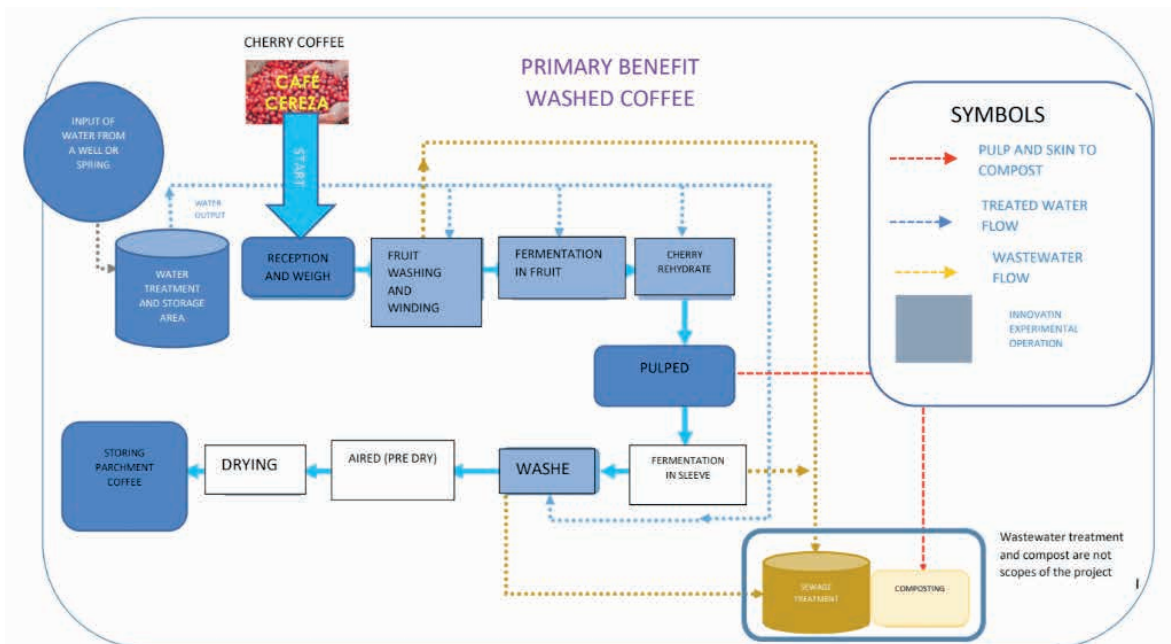 CHERRY COFFEE
CAFÉ
CEREZA
PRIMARY BENEFIT
WASHED COFFEE
INPUT OF
WATER FROM
A WELL OR
SPRING
START
WATER
OUTPUT
WATER
TREATMENT
AND STORAGE
AREA
RECEPTION
AND WEIGH
FRUIT
WASHING
AND
WINDING
FERMENTATION
IN FRUIT
CHERRY
REHYDRATE
PULPED
STORING
PARCHMENT
COFFEE
DRYING
AIRED (PRE DRY)
WASHE
FERMENTATION
IN SLEEVE
SYMBOLS
PULP AND SKIN TO
COMPOST
TREATED WATER
FLOW
WASTEWATER
FLOW
INNOVATIN
EXPERIMENTAL
OPERATION
SEWAGE
TREATMENT
COMPOSTING
Wastewater treatment
and compost are not
scopes of the project
I